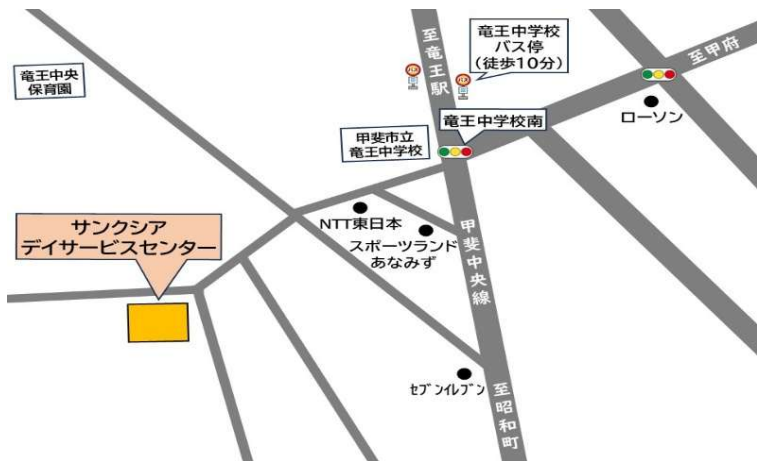 至竜王駅
竜王中学校
バス停
(徒歩10分)
至甲府
竜王中央
保育園
バス
バス
ローソン
竜王中学校南
甲斐市立
竜王中学校
サンクシア
デイサービスセンター
NTT東日本
スポーツランド
あなみず
甲斐中央線
ｾﾌﾞﾝｲﾚﾌﾞﾝ
至昭和町